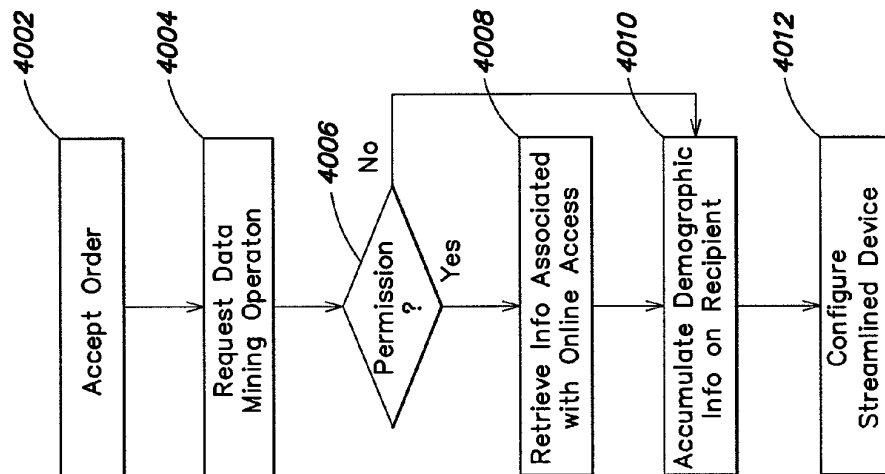 4002
Accept Order
4004
Request Data
Mining Operaton
4006
Permission
?
No
Yes
4008
Retrieve Info Associated
with Online Access
4010
Accumulate Demographic
Info on Recipient
4012
Configure
Streamlined Device